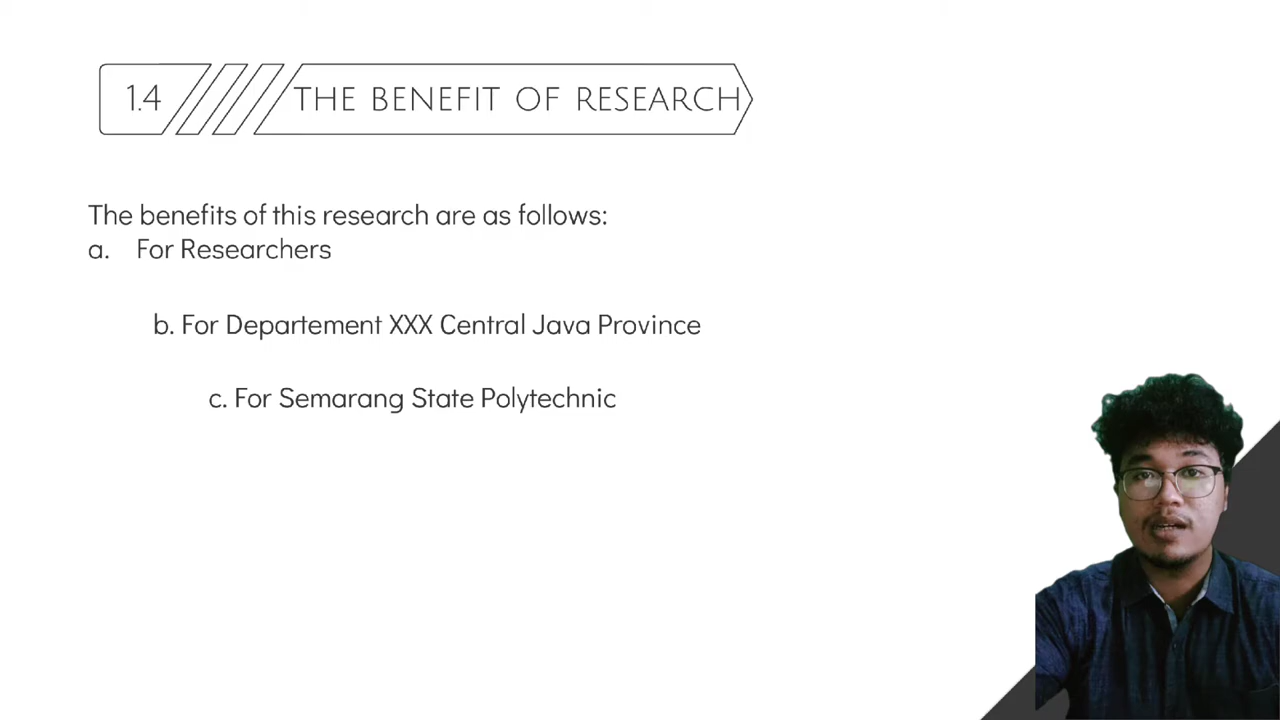 1.4 THE BENEFIT OF RESEARCH
The benefits of this research are as follows:
a. For Researchers
b. For Departement XXX Central Java Province
c. For Semarang State Polytechnic